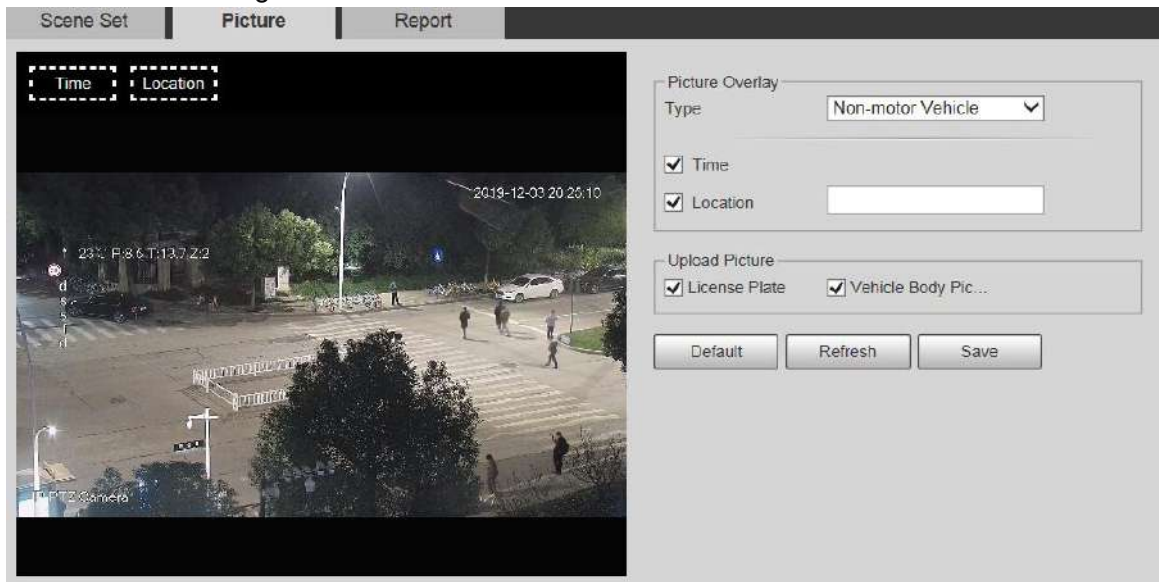 Scene Set Picture Report
Time Location
Picture Overlay
Type Non-motor Vehicle
Time
Location
Upload Picture
License Plate Vehicle Body Pic...
Default Refresh Save
2019-12-03 20:25:10
PTZ Camera